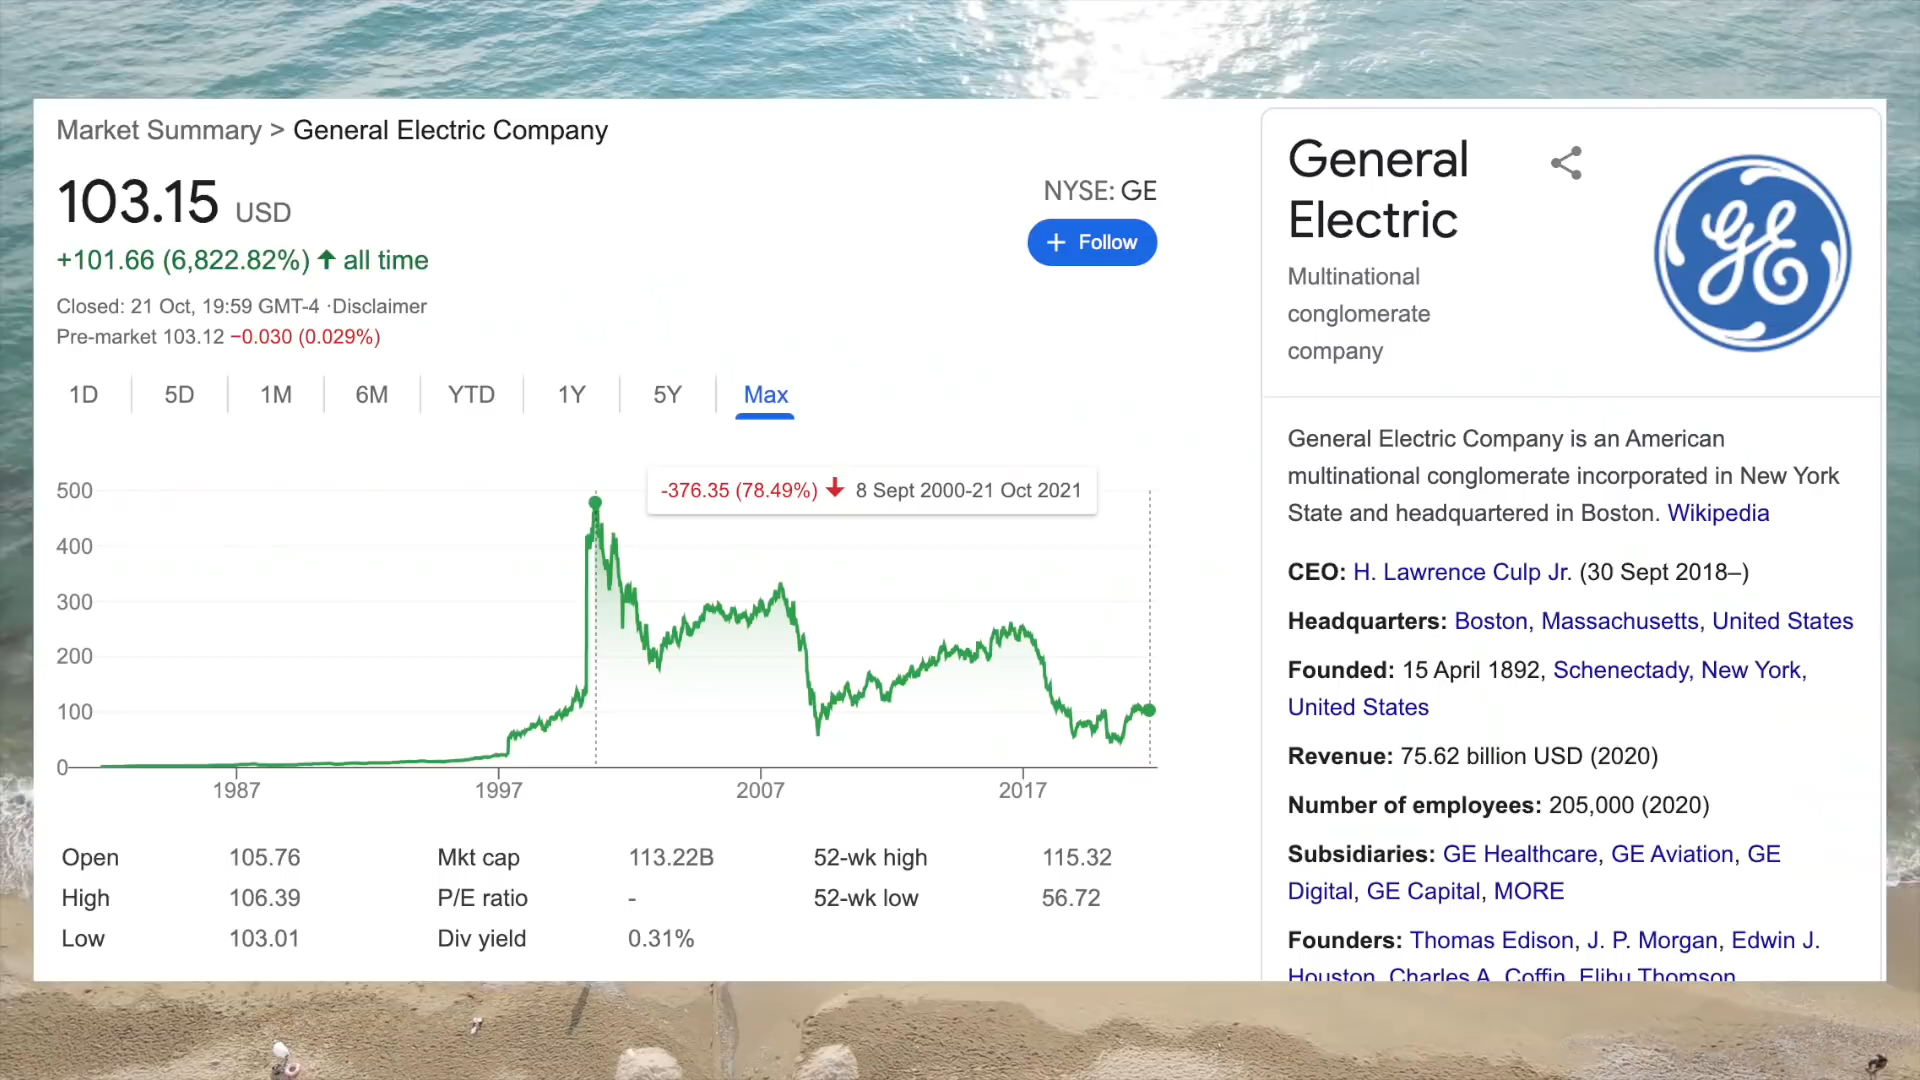 Market Summary > General Electric Company
103.15 USD
+101.66 (6,822.82%) ↑ all time
Closed: 21 Oct, 19:59 GMT-4 ·Disclaimer
Pre-market 103.12 −0.030 (0.029%)
NYSE: GE
+ Follow
1D 5D 1M 6M YTD 1Y 5Y Max
-376.35 (78.49%) ↓ 8 Sept 2000-21 Oct 2021
500
400
300
200
100
0
1987 1997 2007 2017
Open 105.76 Mkt cap 113.22B 52-wk high 115.32
High 106.39 P/E ratio - 52-wk low 56.72
Low 103.01 Div yield 0.31%
General
Electric
Multinational
conglomerate
company
GE
General Electric Company is an American
multinational conglomerate incorporated in New York
State and headquartered in Boston. Wikipedia
CEO: H. Lawrence Culp Jr. (30 Sept 2018–)
Headquarters: Boston, Massachusetts, United States
Founded: 15 April 1892, Schenectady, New York,
United States
Revenue: 75.62 billion USD (2020)
Number of employees: 205,000 (2020)
Subsidiaries: GE Healthcare, GE Aviation, GE
Digital, GE Capital, MORE
Founders: Thomas Edison, J. P. Morgan, Edwin J.
Houston, Charles A. Coffin, Elihu Thomson